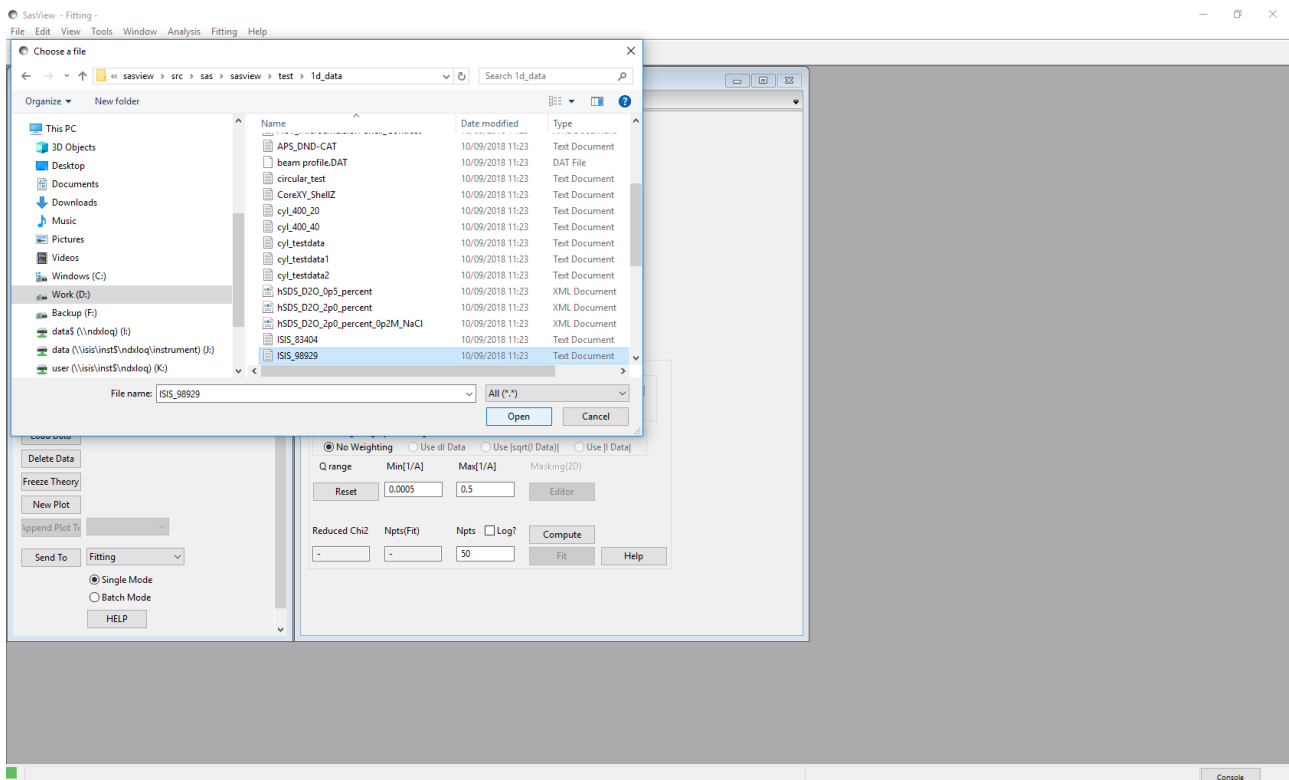 SasView - Fitting -
File Edit View Tools Window Analysis Fitting Help
Choose a file
« sasview › src › sas › sasview › test › 1d_data
Search 1d_data
Organize
New folder
This PC
3D Objects
Desktop
Documents
Downloads
Music
Pictures
Videos
Windows (C:)
Work (D:)
Backup (F:)
data$ (\\ndxloq) (I:)
data (\\isis\inst$\ndxloq\instrument) (J:)
user (\\isis\inst$\ndxloq) (K:)
Name Date modified Type
APS_DND-CAT 10/09/2018 11:23 Text Document
beam profile.DAT 10/09/2018 11:23 DAT File
circular_test 10/09/2018 11:23 Text Document
CoreXY_ShellZ 10/09/2018 11:23 Text Document
cyl_400_20 10/09/2018 11:23 Text Document
cyl_400_40 10/09/2018 11:23 Text Document
cyl_testdata 10/09/2018 11:23 Text Document
cyl_testdata1 10/09/2018 11:23 Text Document
cyl_testdata2 10/09/2018 11:23 Text Document
hSDS_D2O_0p5_percent 10/09/2018 11:23 XML Document
hSDS_D2O_2p0_percent 10/09/2018 11:23 XML Document
hSDS_D2O_2p0_percent_0p2M_NaCl 10/09/2018 11:23 XML Document
ISIS_83404 10/09/2018 11:23 Text Document
ISIS_98929 10/09/2018 11:23 Text Document
File name: ISIS_98929
All (*.*)
Open Cancel
Load Data
Delete Data
Freeze Theory
New Plot
Append Plot To
Send To Fitting
Single Mode
Batch Mode
HELP
No Weighting Use dI Data Use |sqrt(I Data)| Use |I Data|
Q range Min[1/A] Max[1/A] Masking(2D)
Reset 0.0005 0.5 Editor
Reduced Chi2 Npts(Fit) Npts Log? Compute
- - 50 Fit Help
Console